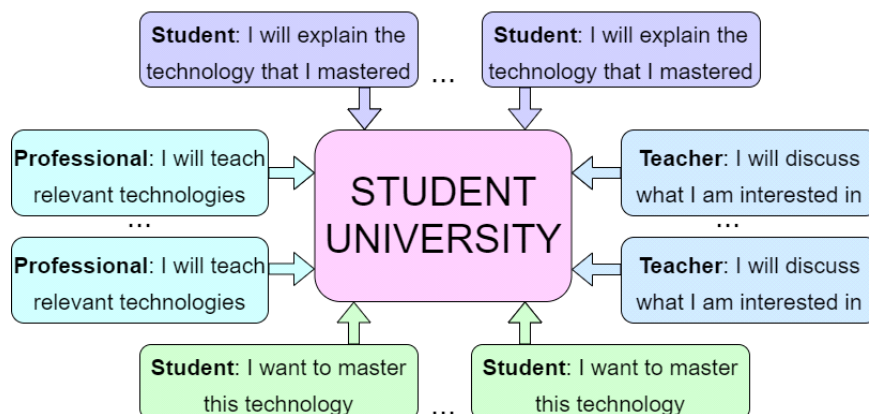 Student: I will explain the
technology that I mastered
...
Student: I will explain the
technology that I mastered
Professional: I will teach
relevant technologies
...
Professional: I will teach
relevant technologies
STUDENT
UNIVERSITY
Teacher: I will discuss
what I am interested in
...
Teacher: I will discuss
what I am interested in
Student: I want to master
this technology
...
Student: I want to master
this technology